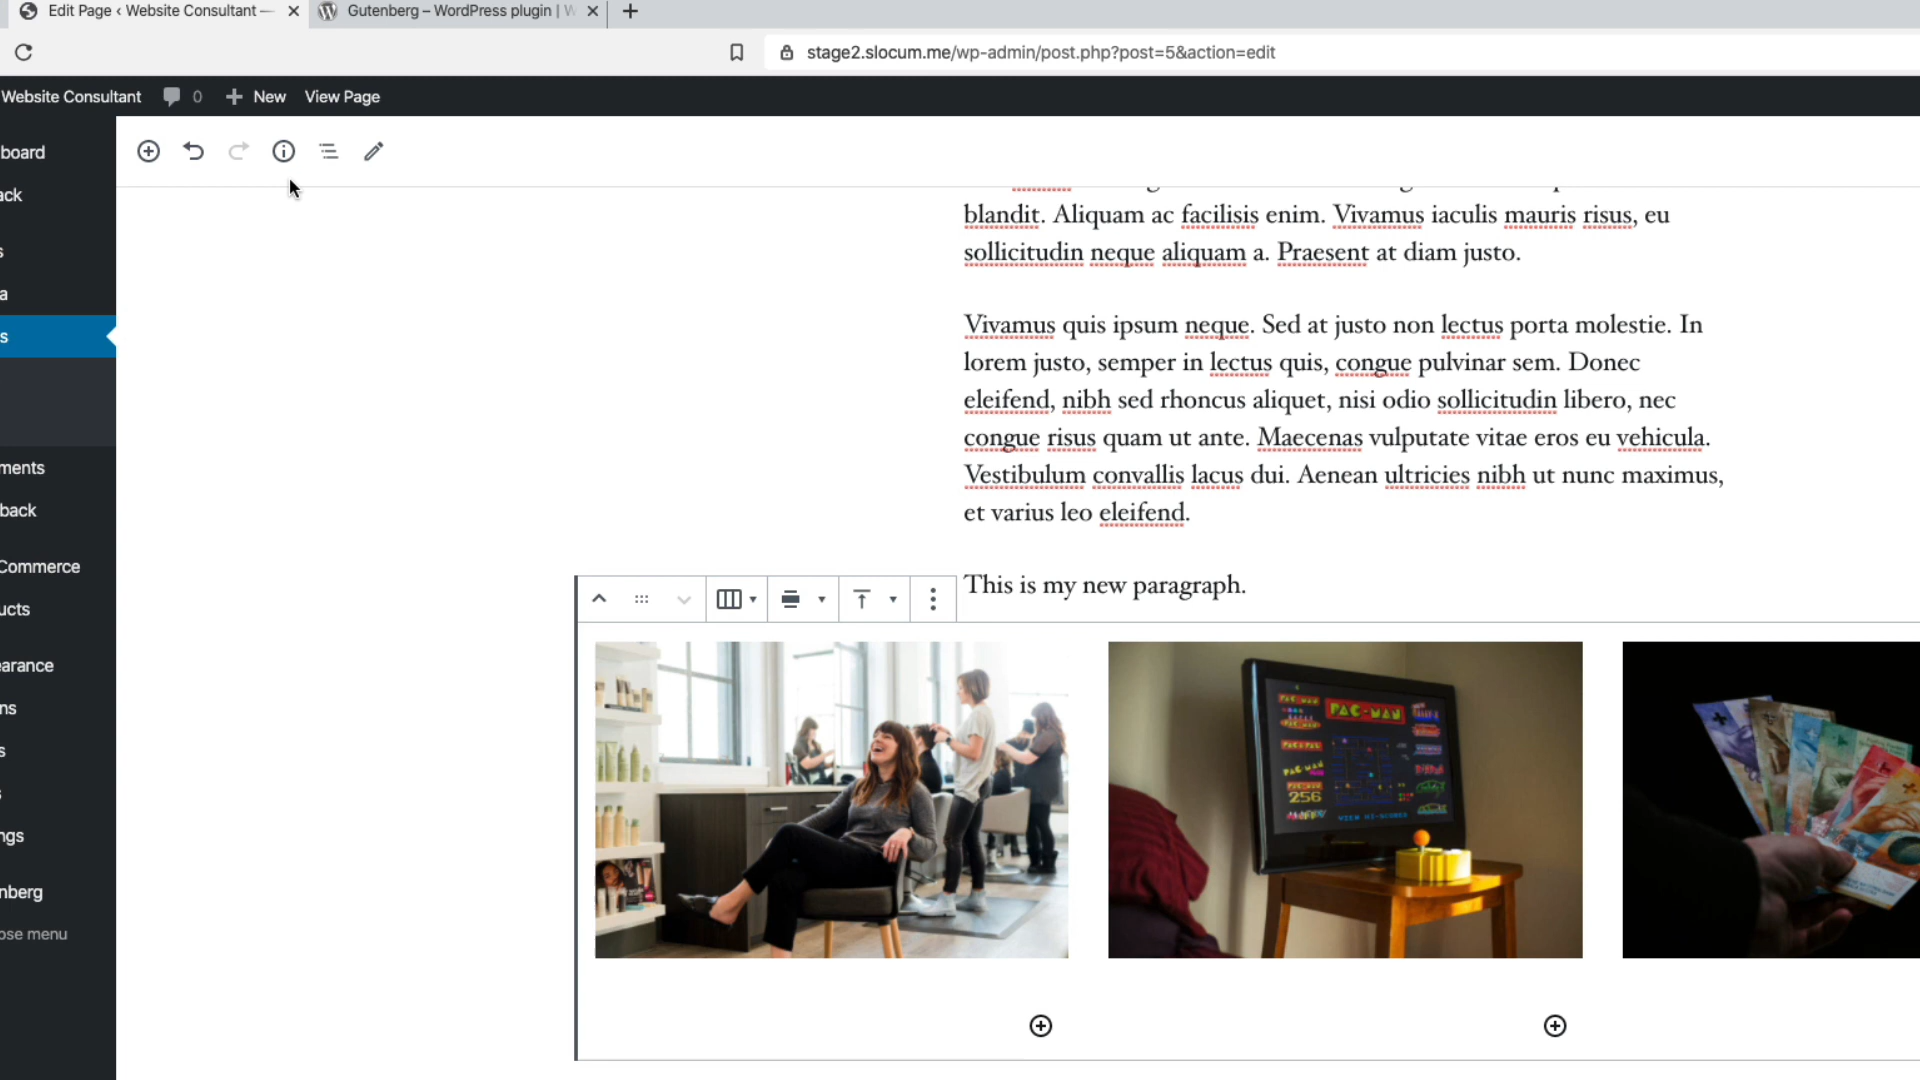 Edit Page ‹ Website Consultant —
Gutenberg – WordPress plugin | W
stage2.slocum.me/wp-admin/post.php?post=5&action=edit
Website Consultant 0 New View Page
board
ack
s
a
s
ments
back
Commerce
ucts
earance
ns
s
s
ngs
nberg
ose menu
blandit. Aliquam ac facilisis enim. Vivamus iaculis mauris risus, eu
sollicitudin neque aliquam a. Praesent at diam justo.
Vivamus quis ipsum neque. Sed at justo non lectus porta molestie. In
lorem justo, semper in lectus quis, congue pulvinar sem. Donec
eleifend, nibh sed rhoncus aliquet, nisi odio sollicitudin libero, nec
congue risus quam ut ante. Maecenas vulputate vitae eros eu vehicula.
Vestibulum convallis lacus dui. Aenean ultricies nibh ut nunc maximus,
et varius leo eleifend.
This is my new paragraph.
PAC-MAN
PAC-MAN
256
VIEW HI-SCORES